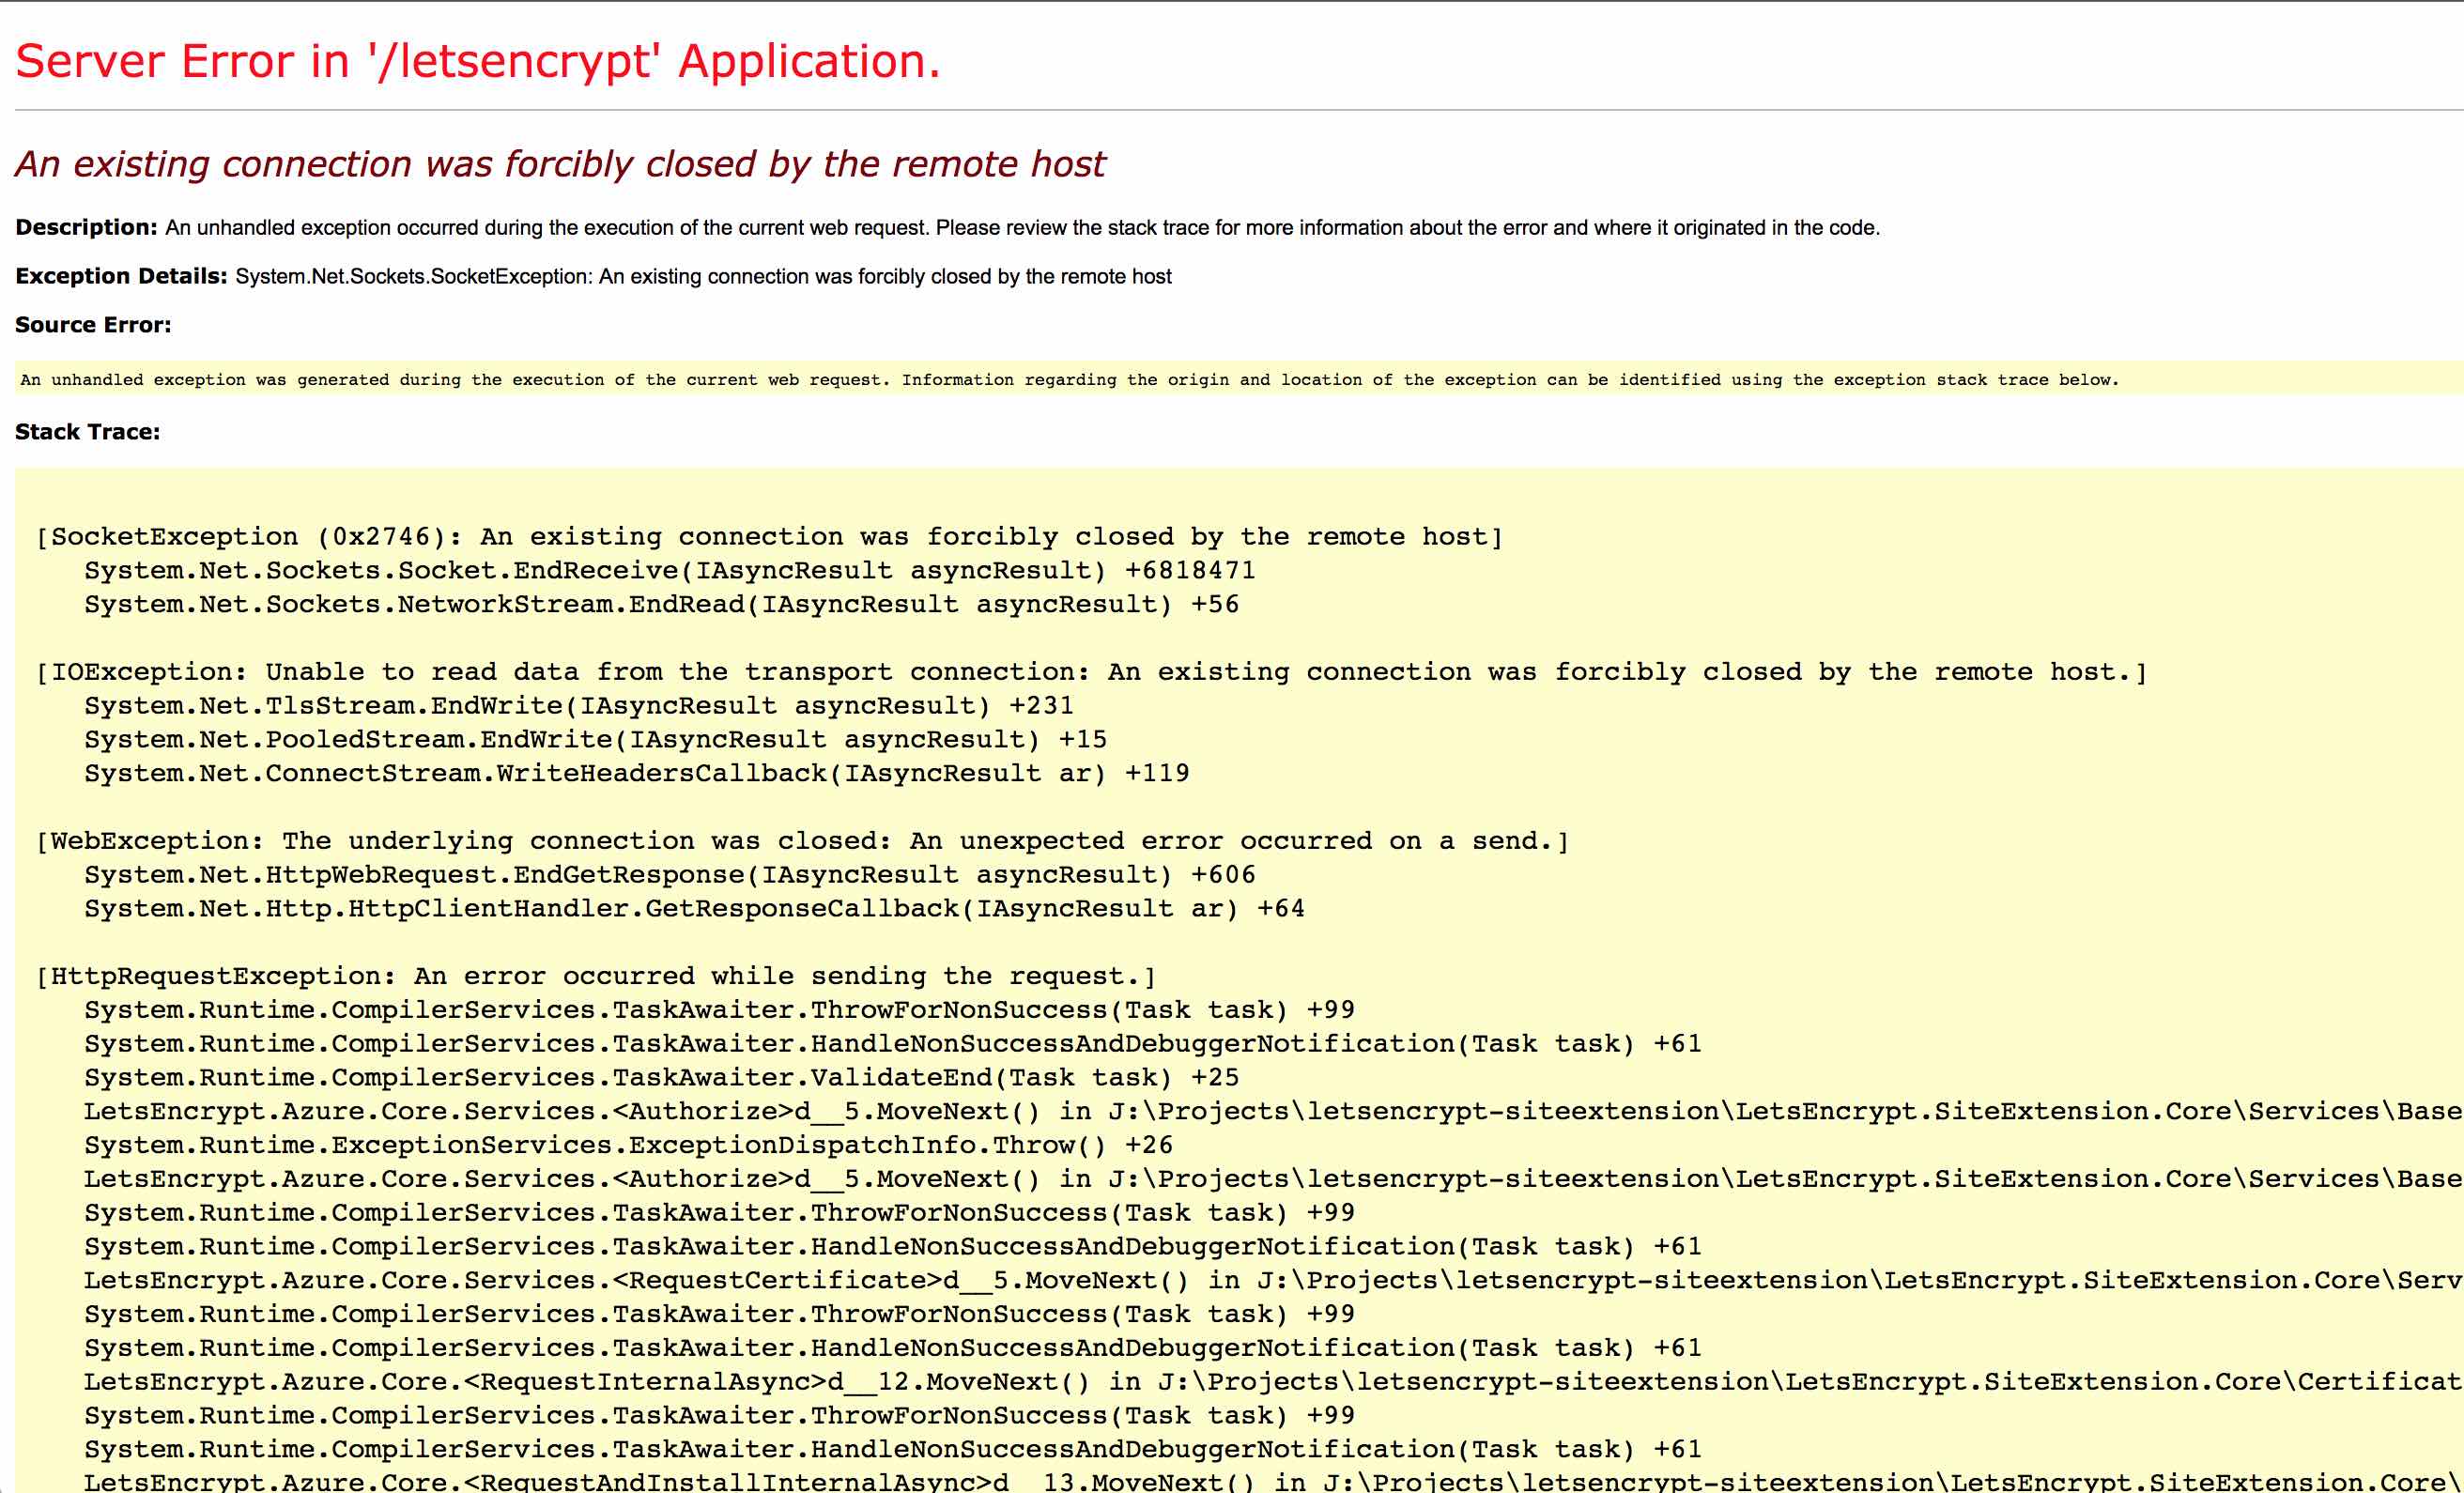 Server Error in '/letsencrypt' Application.
An existing connection was forcibly closed by the remote host
Description: An unhandled exception occurred during the execution of the current web request. Please review the stack trace for more information about the error and where it originated in the code.
Exception Details: System.Net.Sockets.SocketException: An existing connection was forcibly closed by the remote host
Source Error:
An unhandled exception was generated during the execution of the current web request. Information regarding the origin and location of the exception can be identified using the exception stack trace below.
Stack Trace:
[SocketException (0x2746): An existing connection was forcibly closed by the remote host]
System.Net.Sockets.Socket.EndReceive(IAsyncResult asyncResult) +6818471
System.Net.Sockets.NetworkStream.EndRead(IAsyncResult asyncResult) +56
[IOException: Unable to read data from the transport connection: An existing connection was forcibly closed by the remote host.]
System.Net.TlsStream.EndWrite(IAsyncResult asyncResult) +231
System.Net.PooledStream.EndWrite(IAsyncResult asyncResult) +15
System.Net.ConnectStream.WriteHeadersCallback(IAsyncResult ar) +119
[WebException: The underlying connection was closed: An unexpected error occurred on a send.]
System.Net.HttpWebRequest.EndGetResponse(IAsyncResult asyncResult) +606
System.Net.Http.HttpClientHandler.GetResponseCallback(IAsyncResult ar) +64
[HttpRequestException: An error occurred while sending the request.]
System.Runtime.CompilerServices.TaskAwaiter.ThrowForNonSuccess(Task task) +99
System.Runtime.CompilerServices.TaskAwaiter.HandleNonSuccessAndDebuggerNotification(Task task) +61
System.Runtime.CompilerServices.TaskAwaiter.ValidateEnd(Task task) +25
LetsEncrypt.Azure.Core.Services.<Authorize>d__5.MoveNext() in J:\Projects\letsencrypt-siteextension\LetsEncrypt.SiteExtension.Core\Services\Base
System.Runtime.ExceptionServices.ExceptionDispatchInfo.Throw() +26
LetsEncrypt.Azure.Core.Services.<Authorize>d__5.MoveNext() in J:\Projects\letsencrypt-siteextension\LetsEncrypt.SiteExtension.Core\Services\Base
System.Runtime.CompilerServices.TaskAwaiter.ThrowForNonSuccess(Task task) +99
System.Runtime.CompilerServices.TaskAwaiter.HandleNonSuccessAndDebuggerNotification(Task task) +61
LetsEncrypt.Azure.Core.Services.<RequestCertificate>d__5.MoveNext() in J:\Projects\letsencrypt-siteextension\LetsEncrypt.SiteExtension.Core\Serv
System.Runtime.CompilerServices.TaskAwaiter.ThrowForNonSuccess(Task task) +99
System.Runtime.CompilerServices.TaskAwaiter.HandleNonSuccessAndDebuggerNotification(Task task) +61
LetsEncrypt.Azure.Core.<RequestInternalAsync>d__12.MoveNext() in J:\Projects\letsencrypt-siteextension\LetsEncrypt.SiteExtension.Core\Certificat
System.Runtime.CompilerServices.TaskAwaiter.ThrowForNonSuccess(Task task) +99
System.Runtime.CompilerServices.TaskAwaiter.HandleNonSuccessAndDebuggerNotification(Task task) +61
LetsEncrypt.Azure.Core.<RequestAndInstallInternalAsync>d__13.MoveNext() in J:\Projects\letsencrypt-siteextension\LetsEncrypt.SiteExtension.Core\